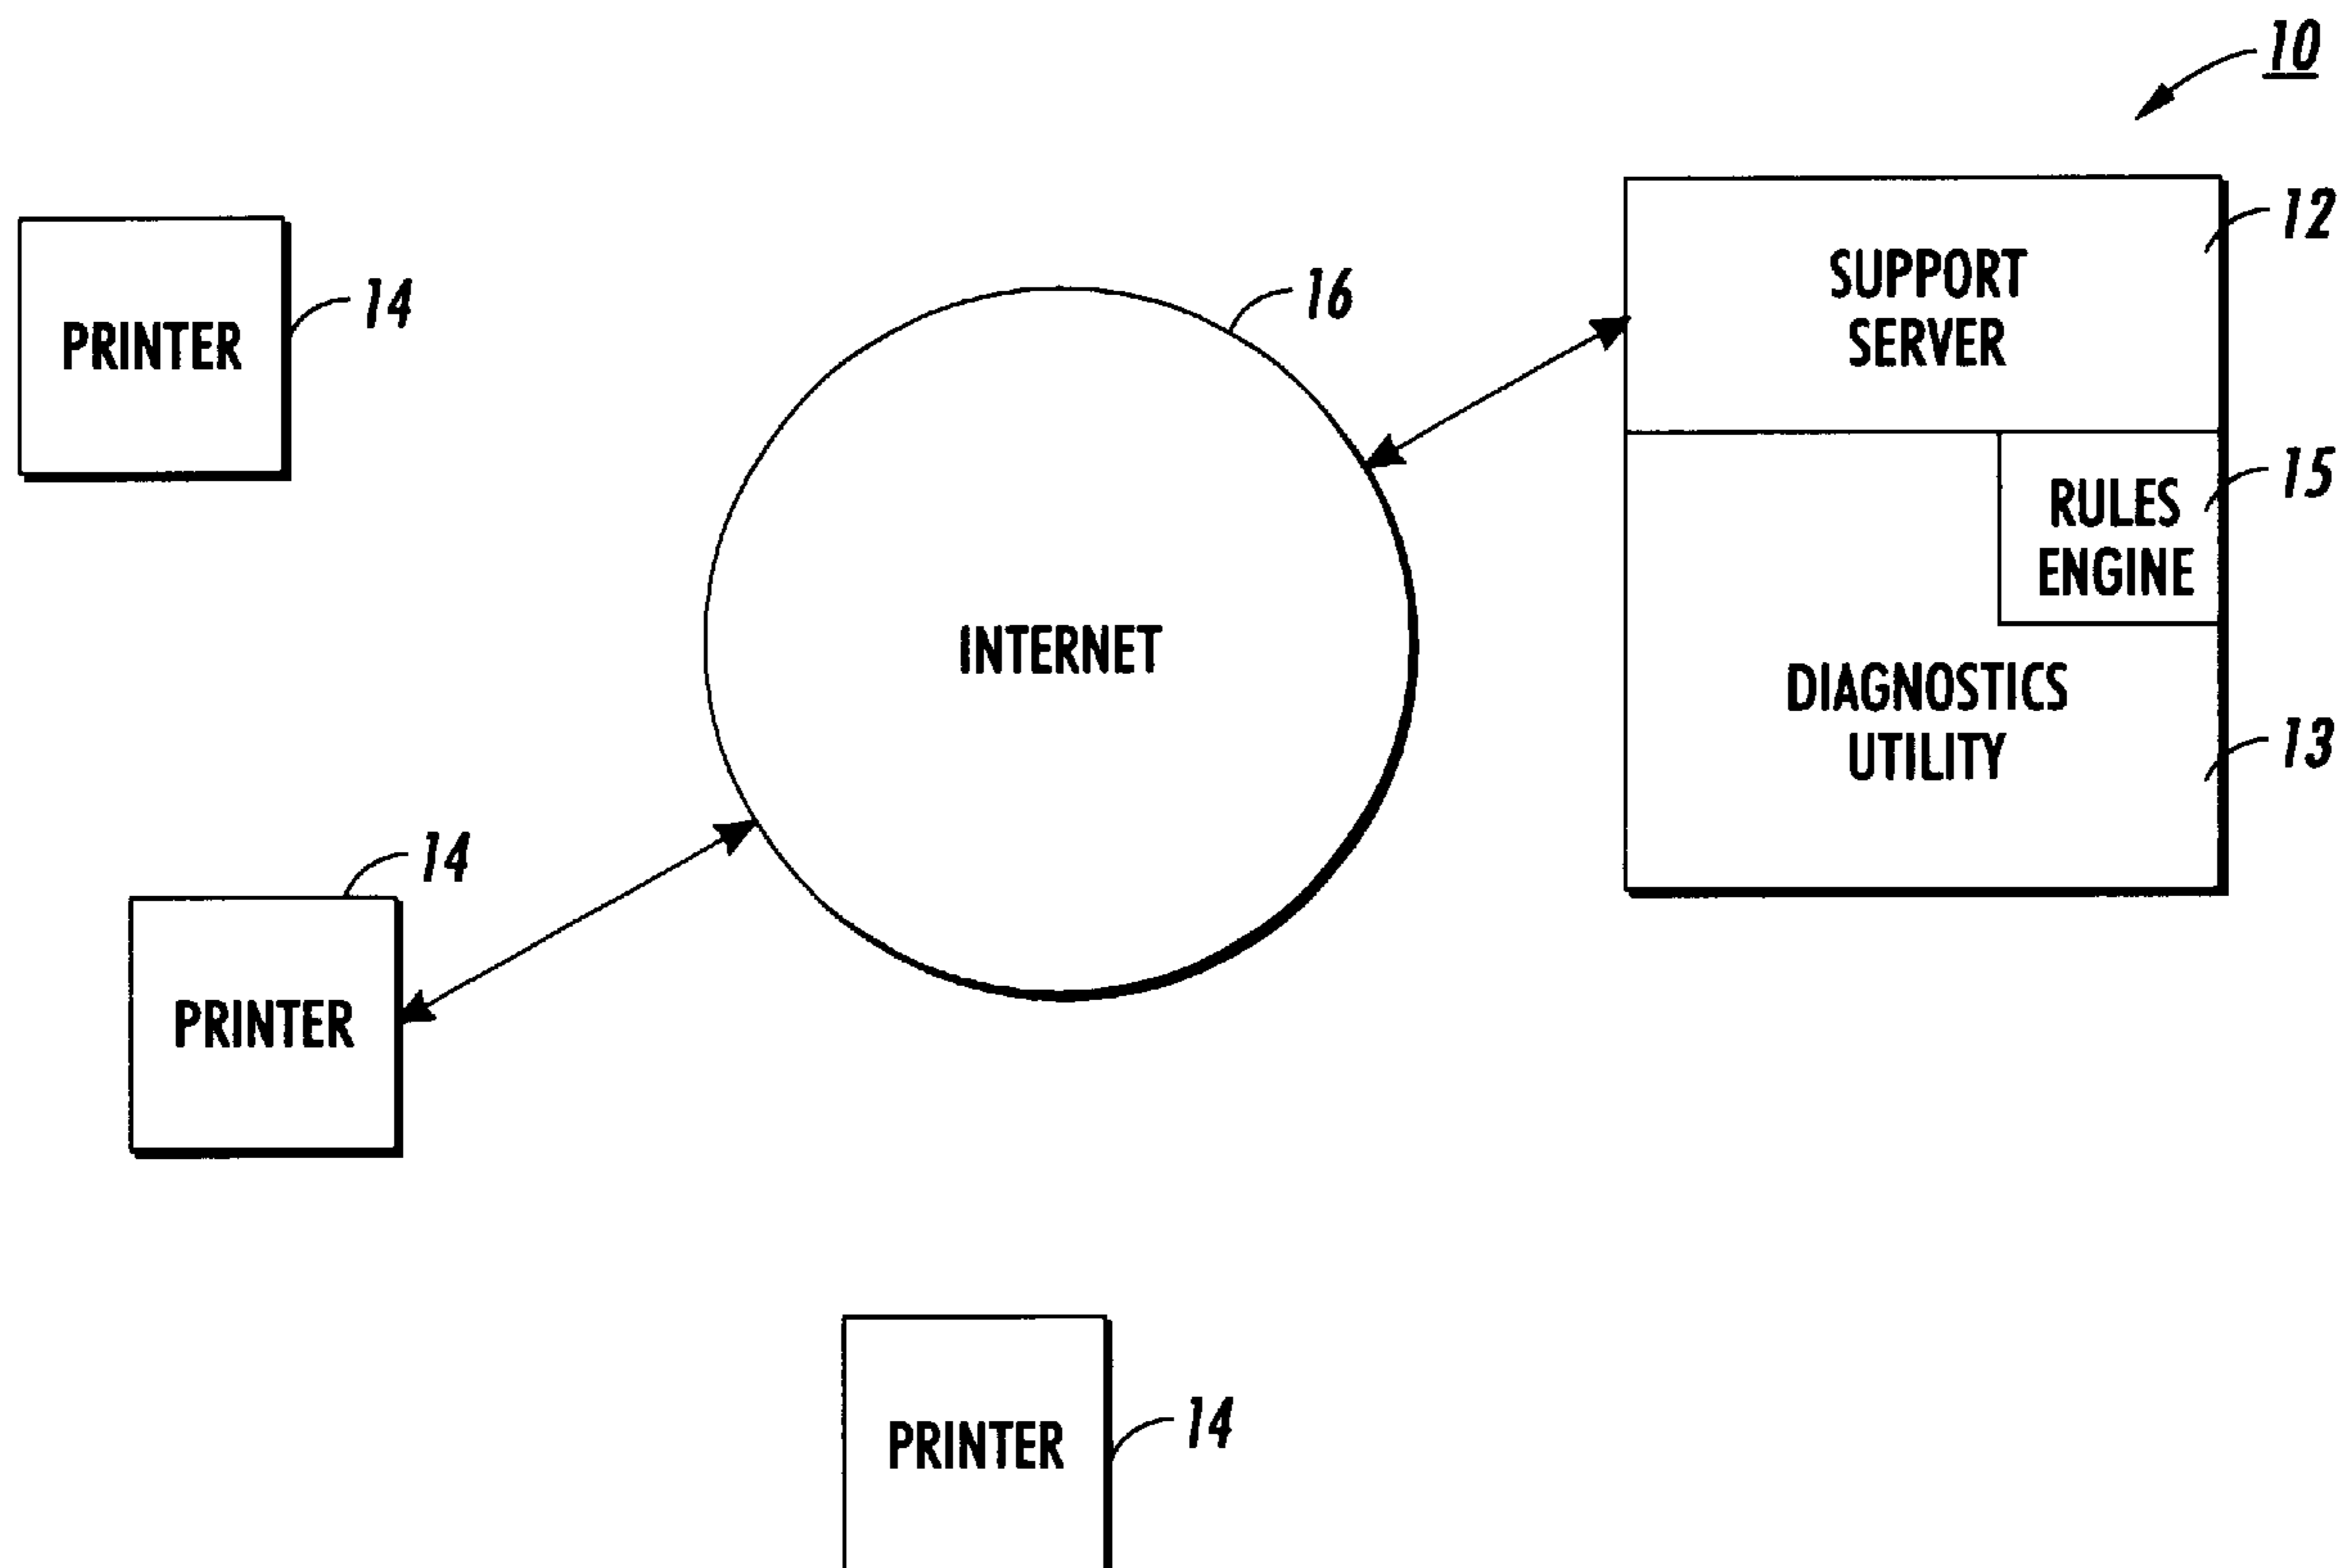 10
12
SUPPORT
SERVER
14
PRINTER
16
15
RULES
ENGINE
INTERNET
DIAGNOSTICS
UTILITY
13
14
PRINTER
PRINTER
14